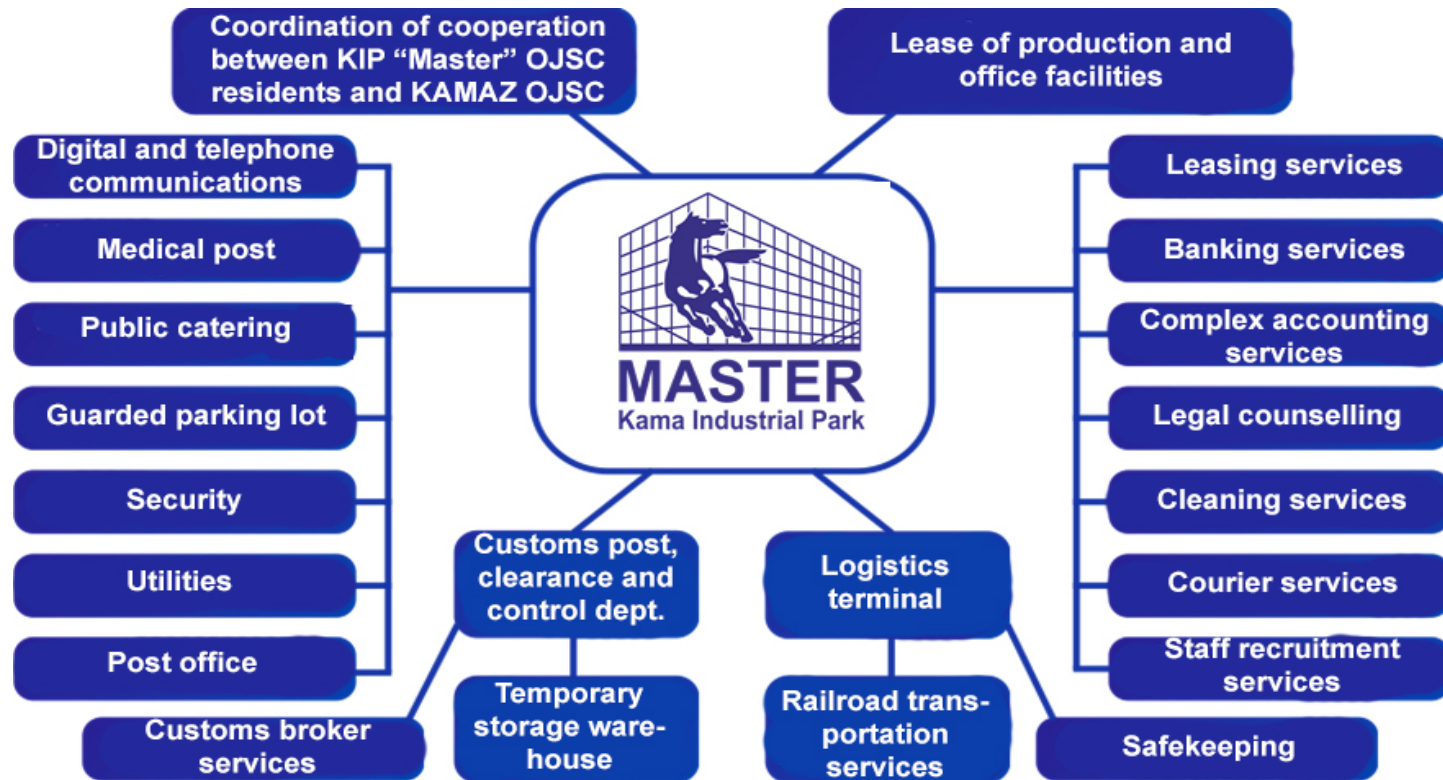 Coordination of cooperation
between KIP “Master” OJSC
residents and KAMAZ OJSC
Lease of production and
office facilities
Digital and telephone
communications
Medical post
Public catering
Guarded parking lot
Security
Utilities
Post office
MASTER
Kama Industrial Park
Leasing services
Banking services
Complex accounting
services
Legal counselling
Cleaning services
Courier services
Staff recruitment
services
Customs post,
clearance and
control dept.
Logistics
terminal
Customs broker
services
Temporary
storage ware-
house
Railroad trans-
portation
services
Safekeeping